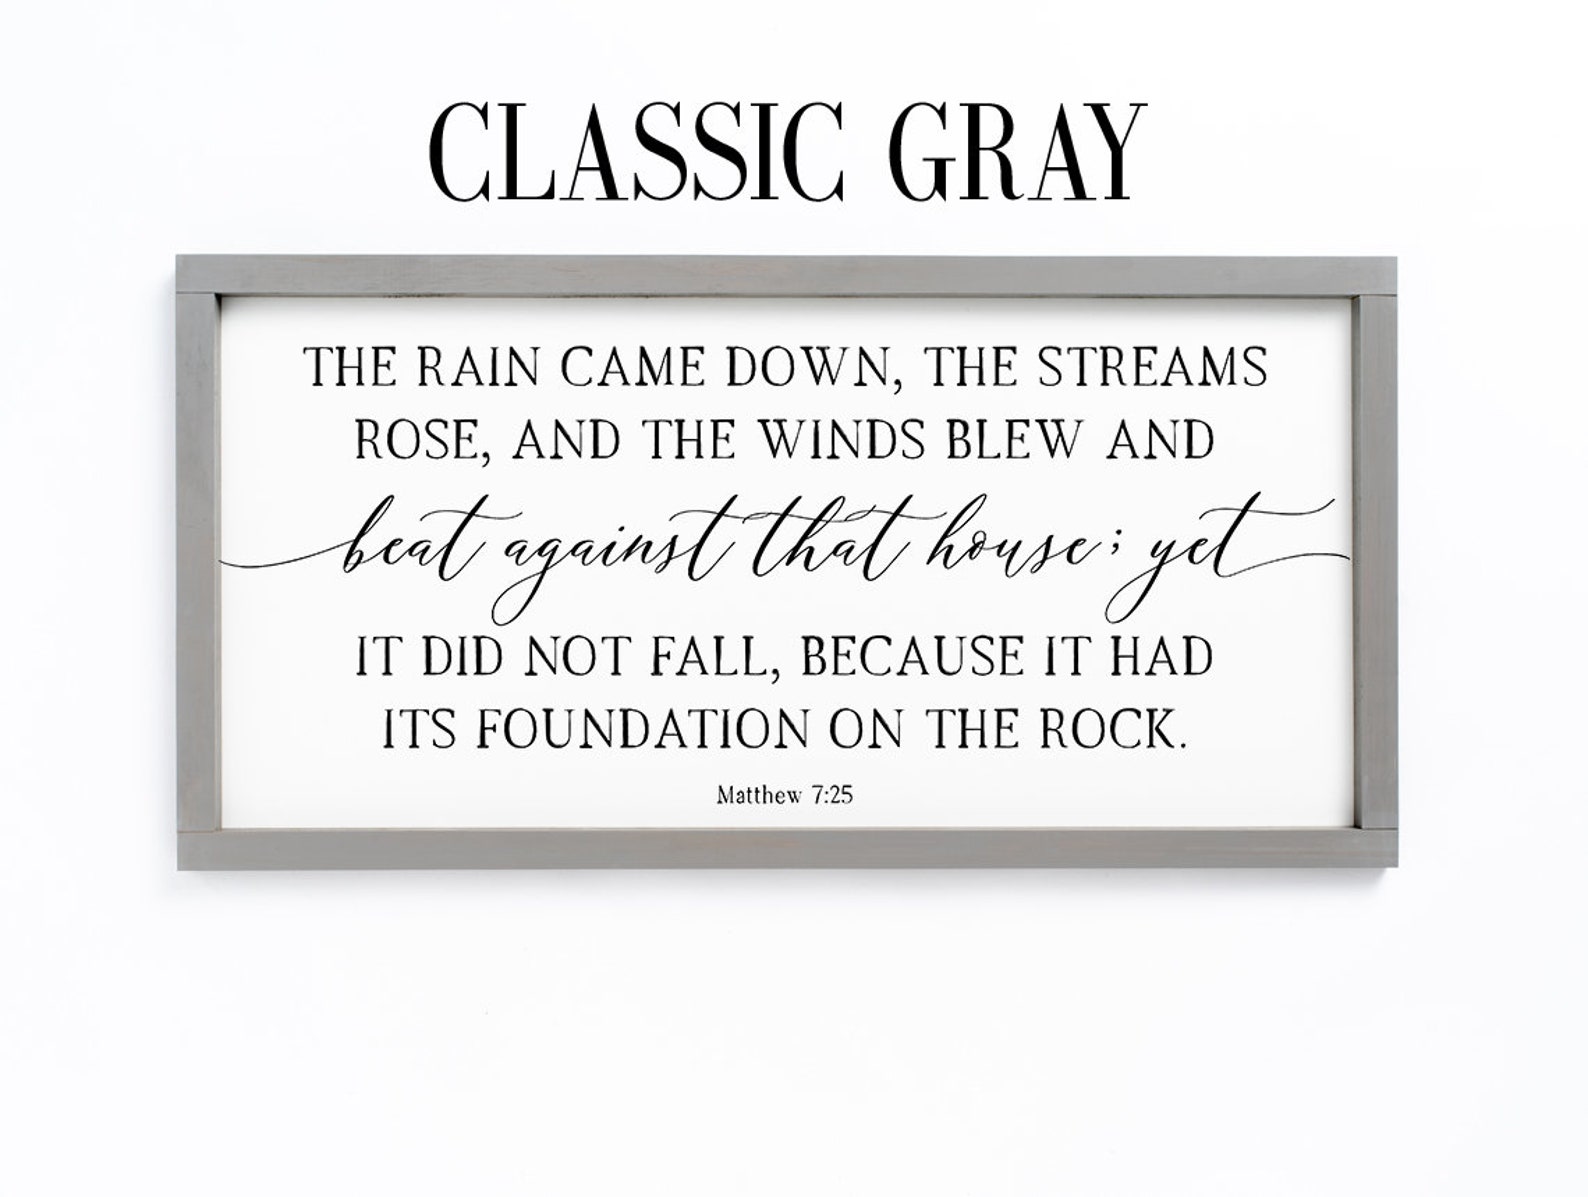 CLASSIC GRAY
THE RAIN CAME DOWN, THE STREAMS
ROSE, AND THE WINDS BLEW AND
beat against that house; yet
IT DID NOT FALL, BECAUSE IT HAD
ITS FOUNDATION ON THE ROCK.
Matthew 7:25